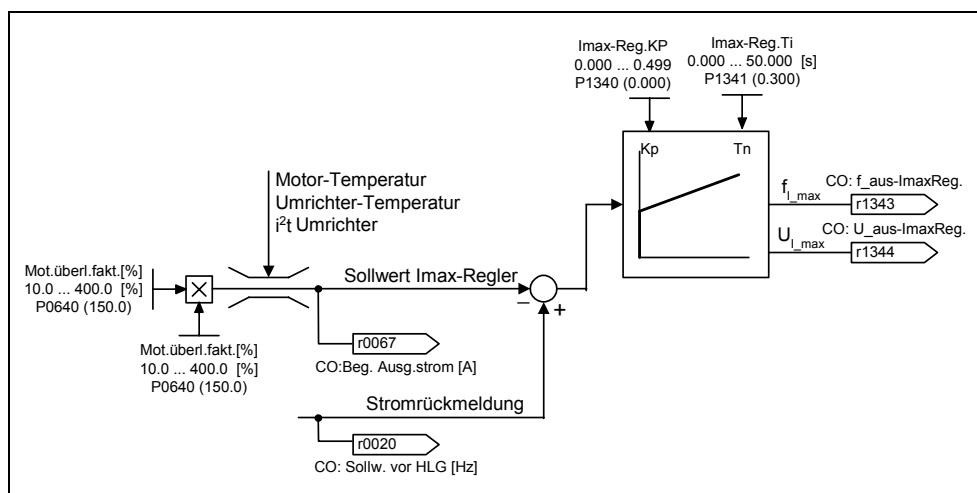 Imax-Reg.KP
0.000 ... 0.499
P1340 (0.000)
Imax-Reg.Ti
0.000 ... 50.000 [s]
P1341 (0.300)
Kp
Tn
Motor-Temperatur
Umrichter-Temperatur
i²t Umrichter
f_I_max
CO: f_aus-ImaxReg.
r1343
U_I_max
CO: U_aus-ImaxReg.
r1344
Mot.überl.fakt.[%]
10.0 ... 400.0 [%]
P0640 (150.0)
Sollwert Imax-Regler
–
+
Mot.überl.fakt.[%]
10.0 ... 400.0 [%]
P0640 (150.0)
r0067
CO:Beg. Ausg.strom [A]
Stromrückmeldung
r0020
CO: Sollw. vor HLG [Hz]